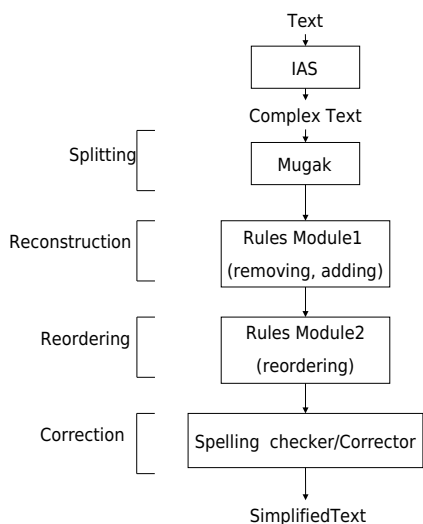 Text
IAS
Complex Text
Splitting
Mugak
Reconstruction
Rules Module1
(removing, adding)
Reordering
Rules Module2
(reordering)
Correction
Spelling checker/Corrector
SimplifiedText